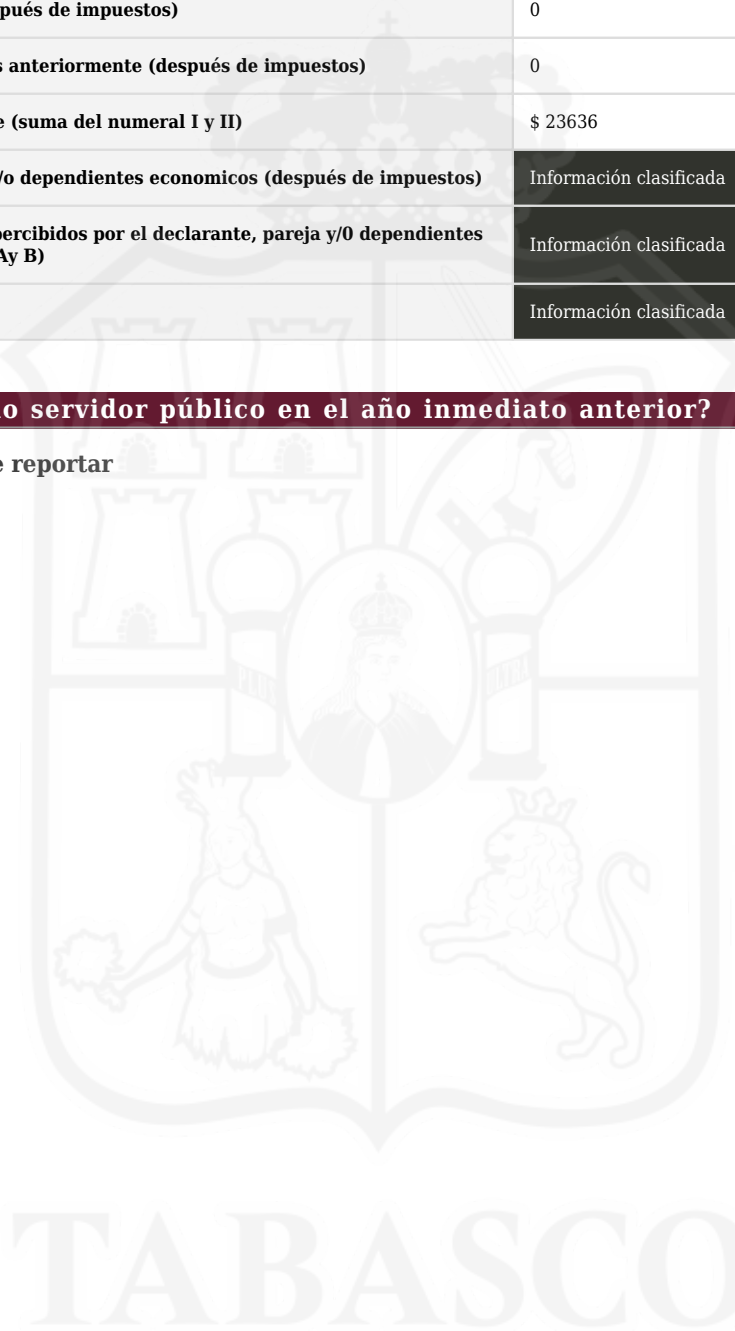 pués de impuestos)
0
s anteriormente (después de impuestos)
0
e (suma del numeral I y II)
$ 23636
/o dependientes economicos (después de impuestos)
Información clasificada
percibidos por el declarante, pareja y/0 dependientes
Ay B)
Información clasificada
Información clasificada
o servidor público en el año inmediato anterior?
e reportar
PLUS
ULTRA
TABASCO